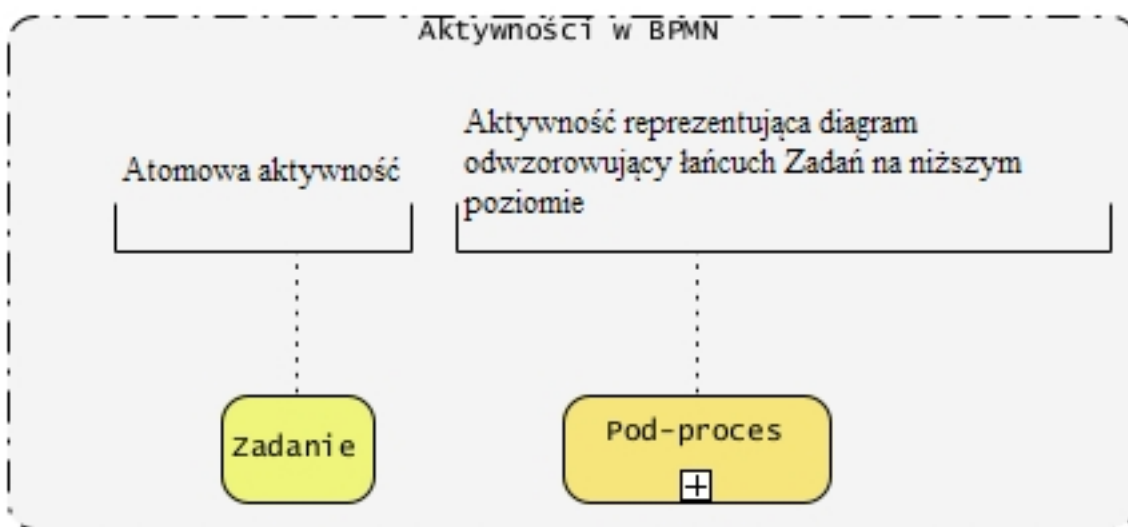 Aktywności w BPMN
Atomowa aktywność
Aktywność reprezentująca diagram
odwzorowujący łańcuch Zadań na niższym
poziomie
Zadanie
Pod-proces